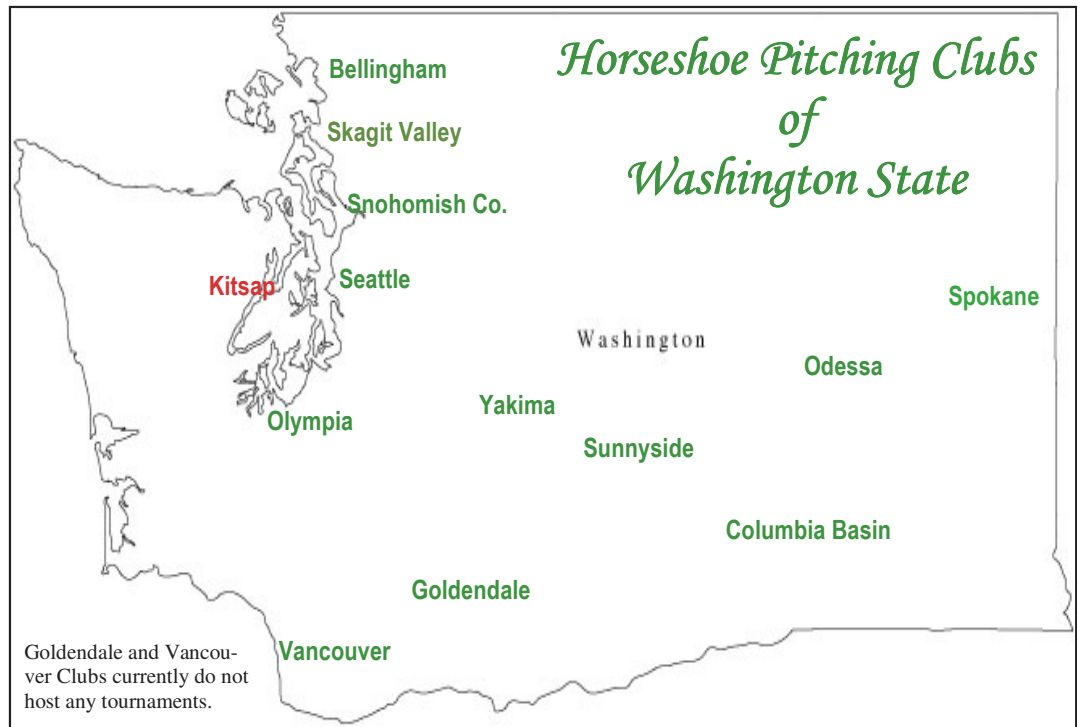 Horseshoe Pitching Clubs
of
Washington State
Bellingham
Skagit Valley
Snohomish Co.
Kitsap
Seattle
Spokane
Washington
Odessa
Yakima
Olympia
Sunnyside
Columbia Basin
Goldendale
Vancouver
Goldendale and Vancou-
ver Clubs currently do not
host any tournaments.